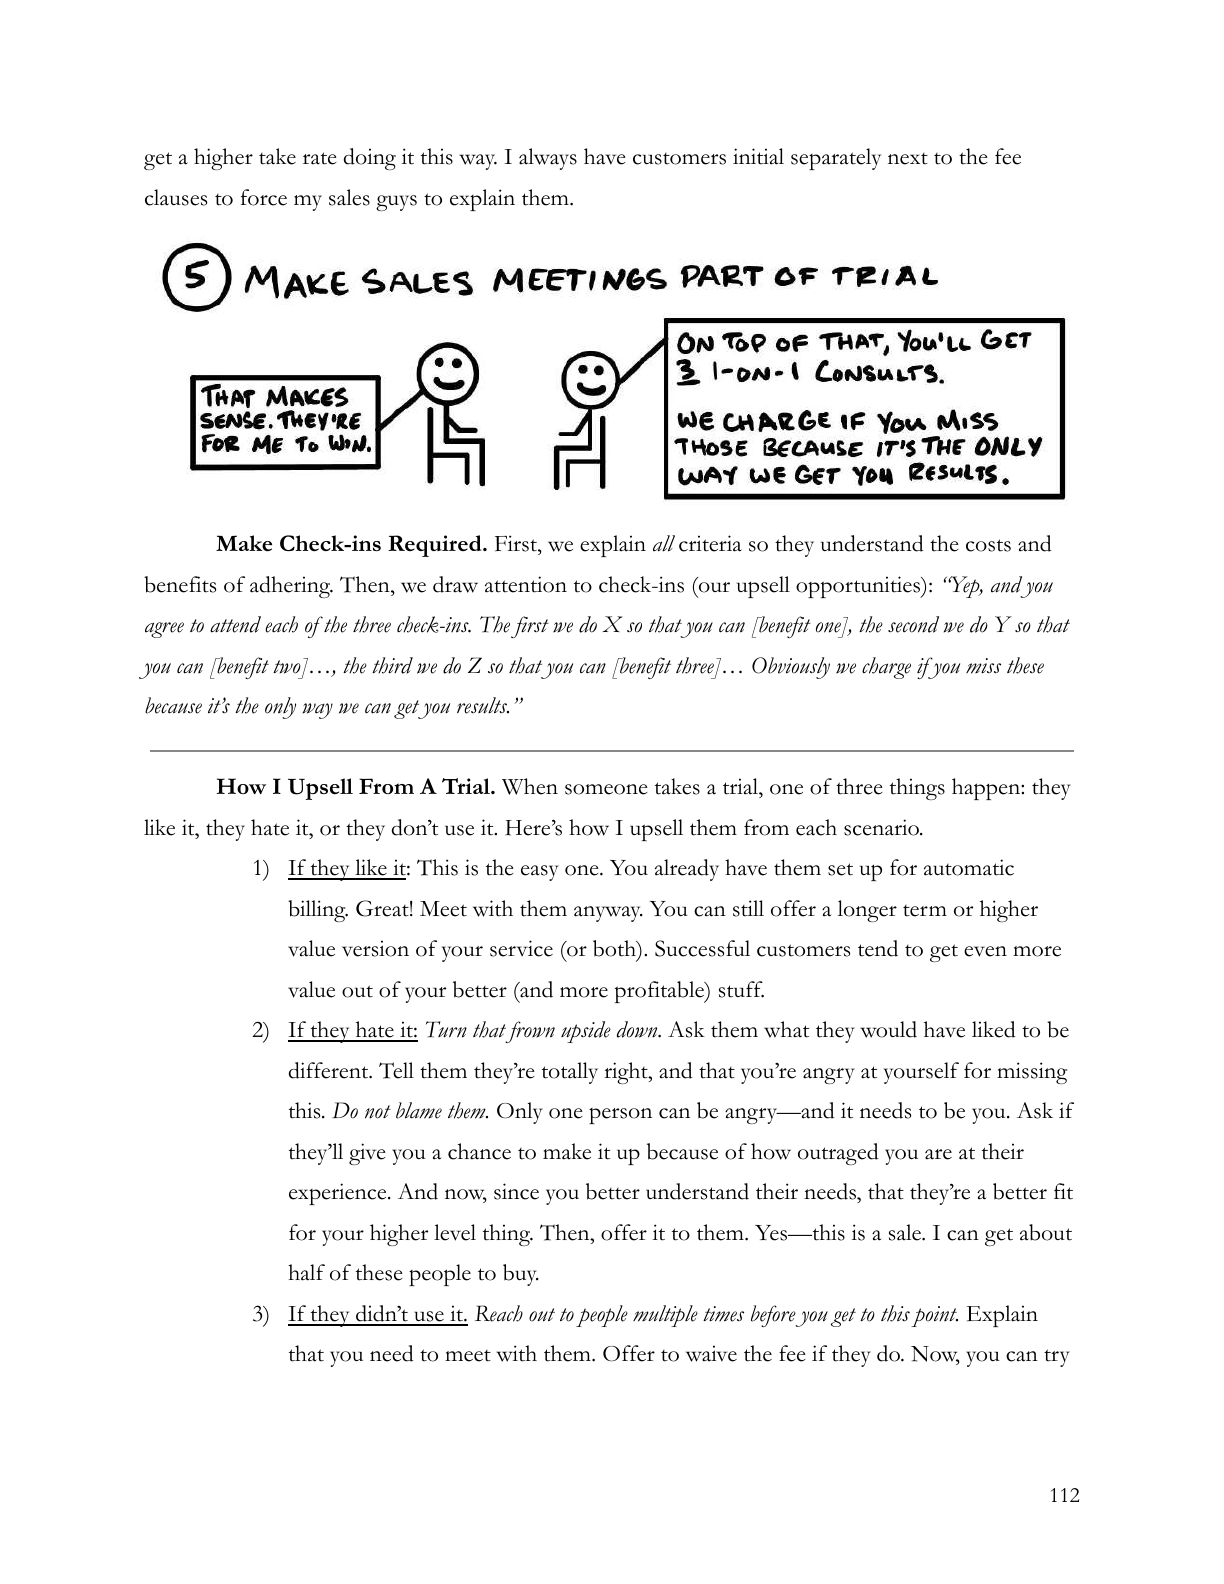 get a higher take rate doing it this way. I always have customers initial separately next to the fee
clauses to force my sales guys to explain them.
5 MAKE SALES MEETINGS PART OF TRIAL
THAT MAKES
SENSE. THEY'RE
FOR ME TO WIN.
ON TOP OF THAT, YOU'LL GET
3 1-ON-1 CONSULTS.
WE CHARGE IF YOU MISS
THOSE BECAUSE IT'S THE ONLY
WAY WE GET YOU RESULTS.
Make Check-ins Required. First, we explain all criteria so they understand the costs and
benefits of adhering. Then, we draw attention to check-ins (our upsell opportunities): “Yep, and you
agree to attend each of the three check-ins. The first we do X so that you can [benefit one], the second we do Y so that
you can [benefit two]…, the third we do Z so that you can [benefit three]… Obviously we charge if you miss these
because it’s the only way we can get you results.”
How I Upsell From A Trial. When someone takes a trial, one of three things happen: they
like it, they hate it, or they don’t use it. Here’s how I upsell them from each scenario.
1) If they like it: This is the easy one. You already have them set up for automatic
billing. Great! Meet with them anyway. You can still offer a longer term or higher
value version of your service (or both). Successful customers tend to get even more
value out of your better (and more profitable) stuff.
2) If they hate it: Turn that frown upside down. Ask them what they would have liked to be
different. Tell them they’re totally right, and that you’re angry at yourself for missing
this. Do not blame them. Only one person can be angry—and it needs to be you. Ask if
they’ll give you a chance to make it up because of how outraged you are at their
experience. And now, since you better understand their needs, that they’re a better fit
for your higher level thing. Then, offer it to them. Yes—this is a sale. I can get about
half of these people to buy.
3) If they didn’t use it. Reach out to people multiple times before you get to this point. Explain
that you need to meet with them. Offer to waive the fee if they do. Now, you can try
112